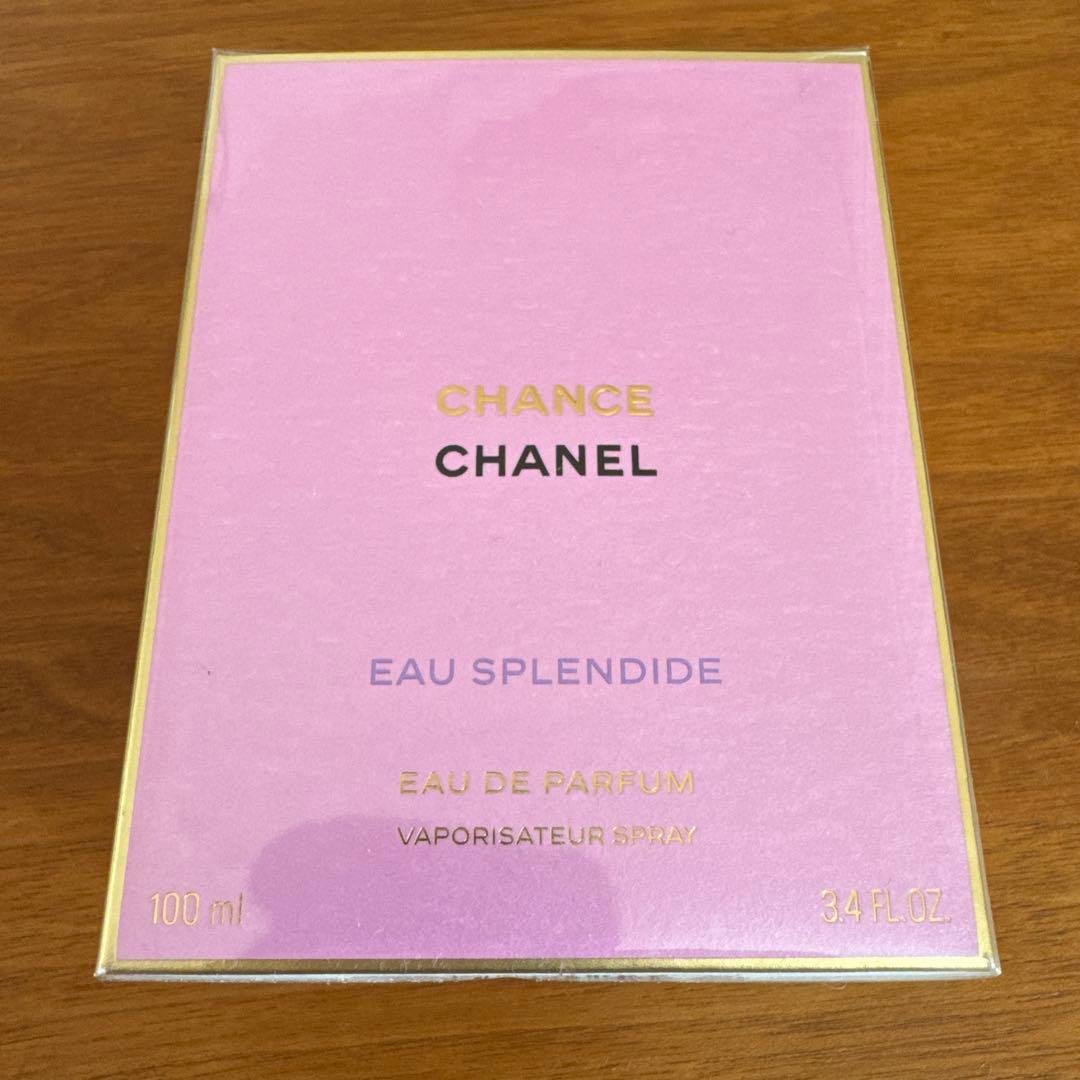 CHANCE
CHANEL
EAU SPLENDIDE
EAU DE PARFUM
VAPORISATEUR SPRAY
100 ml
3.4 FL.OZ.